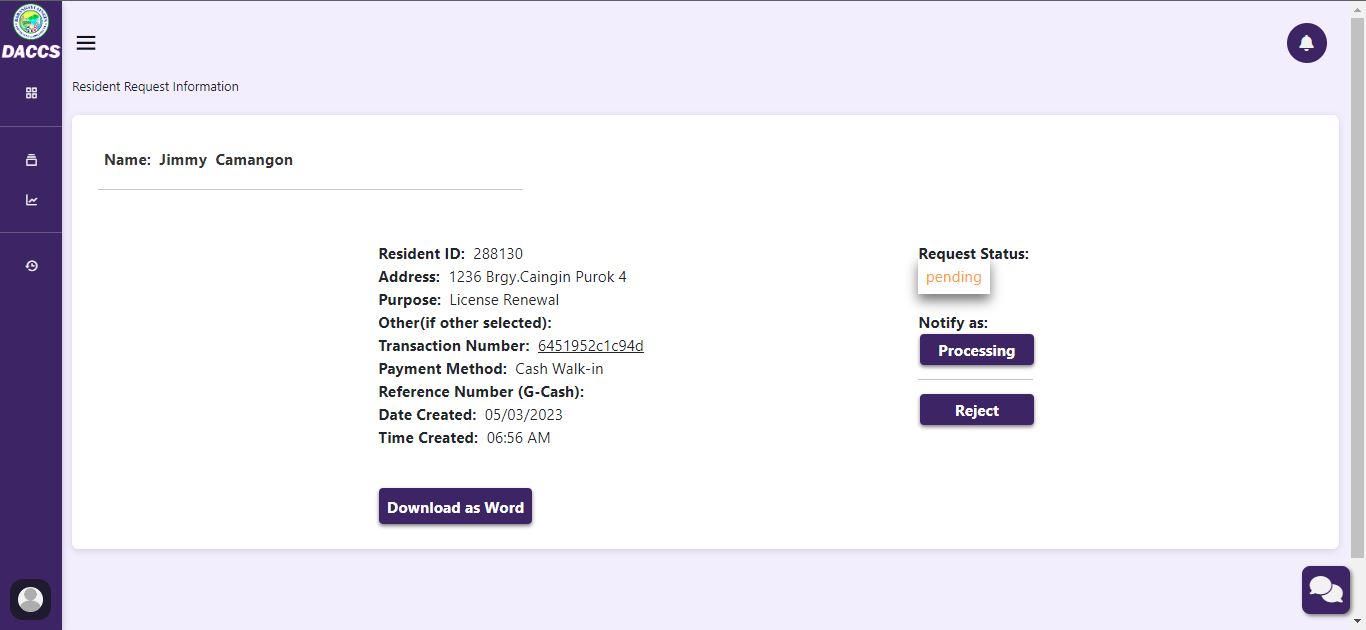 DACCS
Resident Request Information
Name: Jimmy Camangon
Resident ID: 288130
Address: 1236 Brgy.Caingin Purok 4
Purpose: License Renewal
Other(if other selected):
Transaction Number: 6451952c1c94d
Payment Method: Cash Walk-in
Reference Number (G-Cash):
Date Created: 05/03/2023
Time Created: 06:56 AM
Download as Word
Request Status:
pending
Notify as:
Processing
Reject